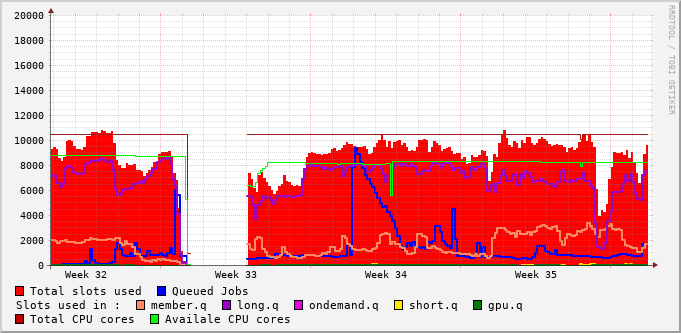 20000
18000
16000
14000
12000
10000
8000
6000
4000
2000
0
Week 32 Week 33 Week 34 Week 35
RRDTOOL / TOBI OETIKER
Total slots used Queued Jobs
Slots used in : member.q long.q ondemand.q short.q gpu.q
Total CPU cores Availale CPU cores